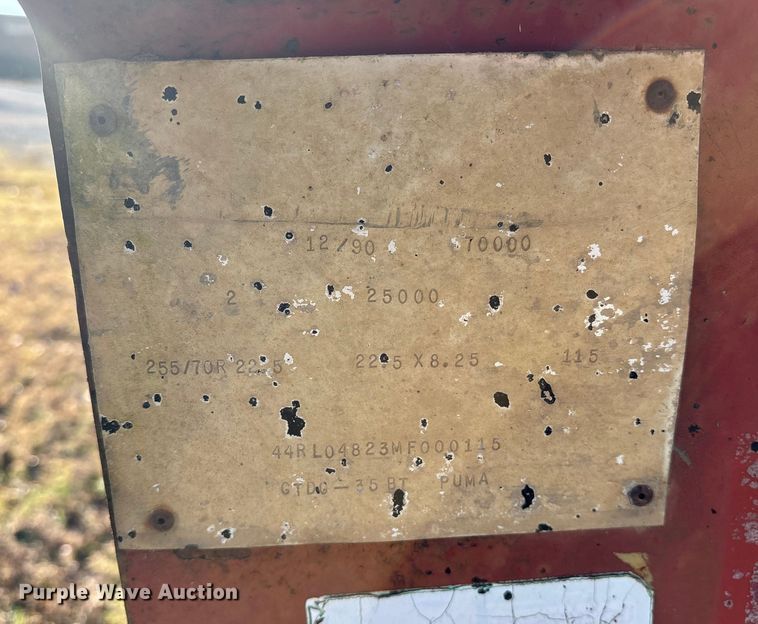 12/90 70000
2 25000
255/70R 22.5 22.5 X 8.25 115
44RL04823MF000115
GTDG-35 BT PUMA
Purple Wave Auction